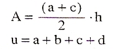 A = (a + c)/2 · h
u = a + b + c + d